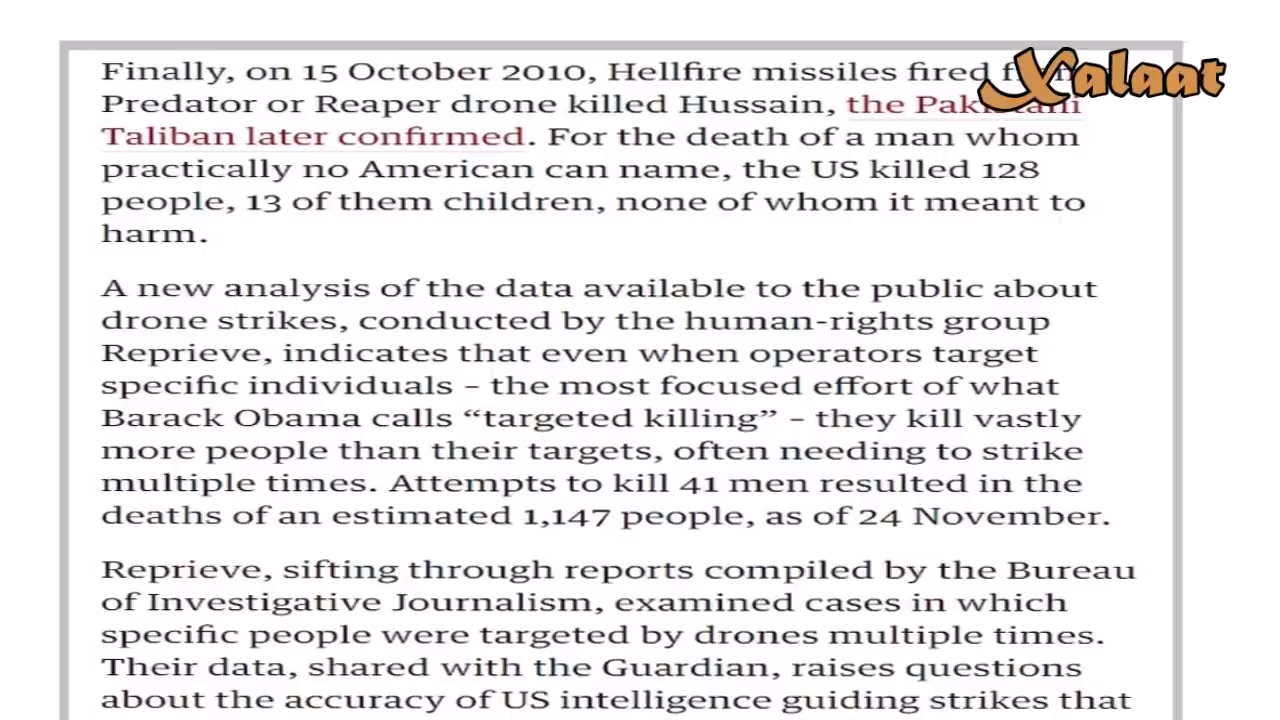 Xalaat
Finally, on 15 October 2010, Hellfire missiles fired
Predator or Reaper drone killed Hussain, the Pakistani
Taliban later confirmed. For the death of a man whom
practically no American can name, the US killed 128
people, 13 of them children, none of whom it meant to
harm.
A new analysis of the data available to the public about
drone strikes, conducted by the human-rights group
Reprieve, indicates that even when operators target
specific individuals – the most focused effort of what
Barack Obama calls “targeted killing” – they kill vastly
more people than their targets, often needing to strike
multiple times. Attempts to kill 41 men resulted in the
deaths of an estimated 1,147 people, as of 24 November.
Reprieve, sifting through reports compiled by the Bureau
of Investigative Journalism, examined cases in which
specific people were targeted by drones multiple times.
Their data, shared with the Guardian, raises questions
about the accuracy of US intelligence guiding strikes that